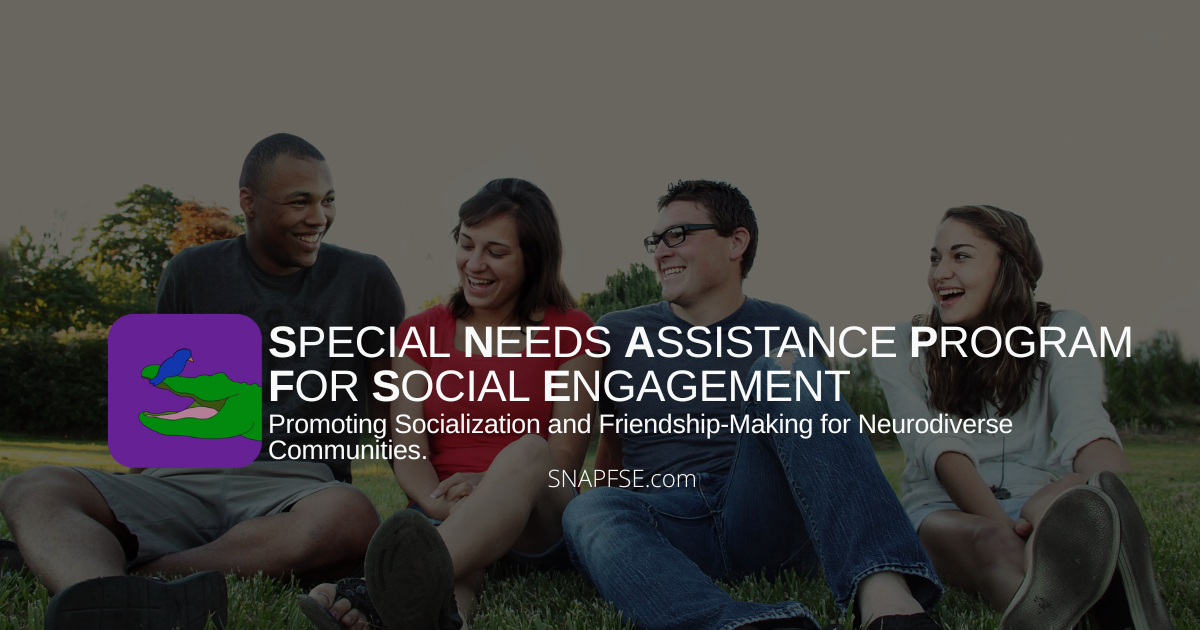 SPECIAL NEEDS ASSISTANCE PROGRAM
FOR SOCIAL ENGAGEMENT
Promoting Socialization and Friendship-Making for Neurodiverse
Communities.
SNAPFSE.com